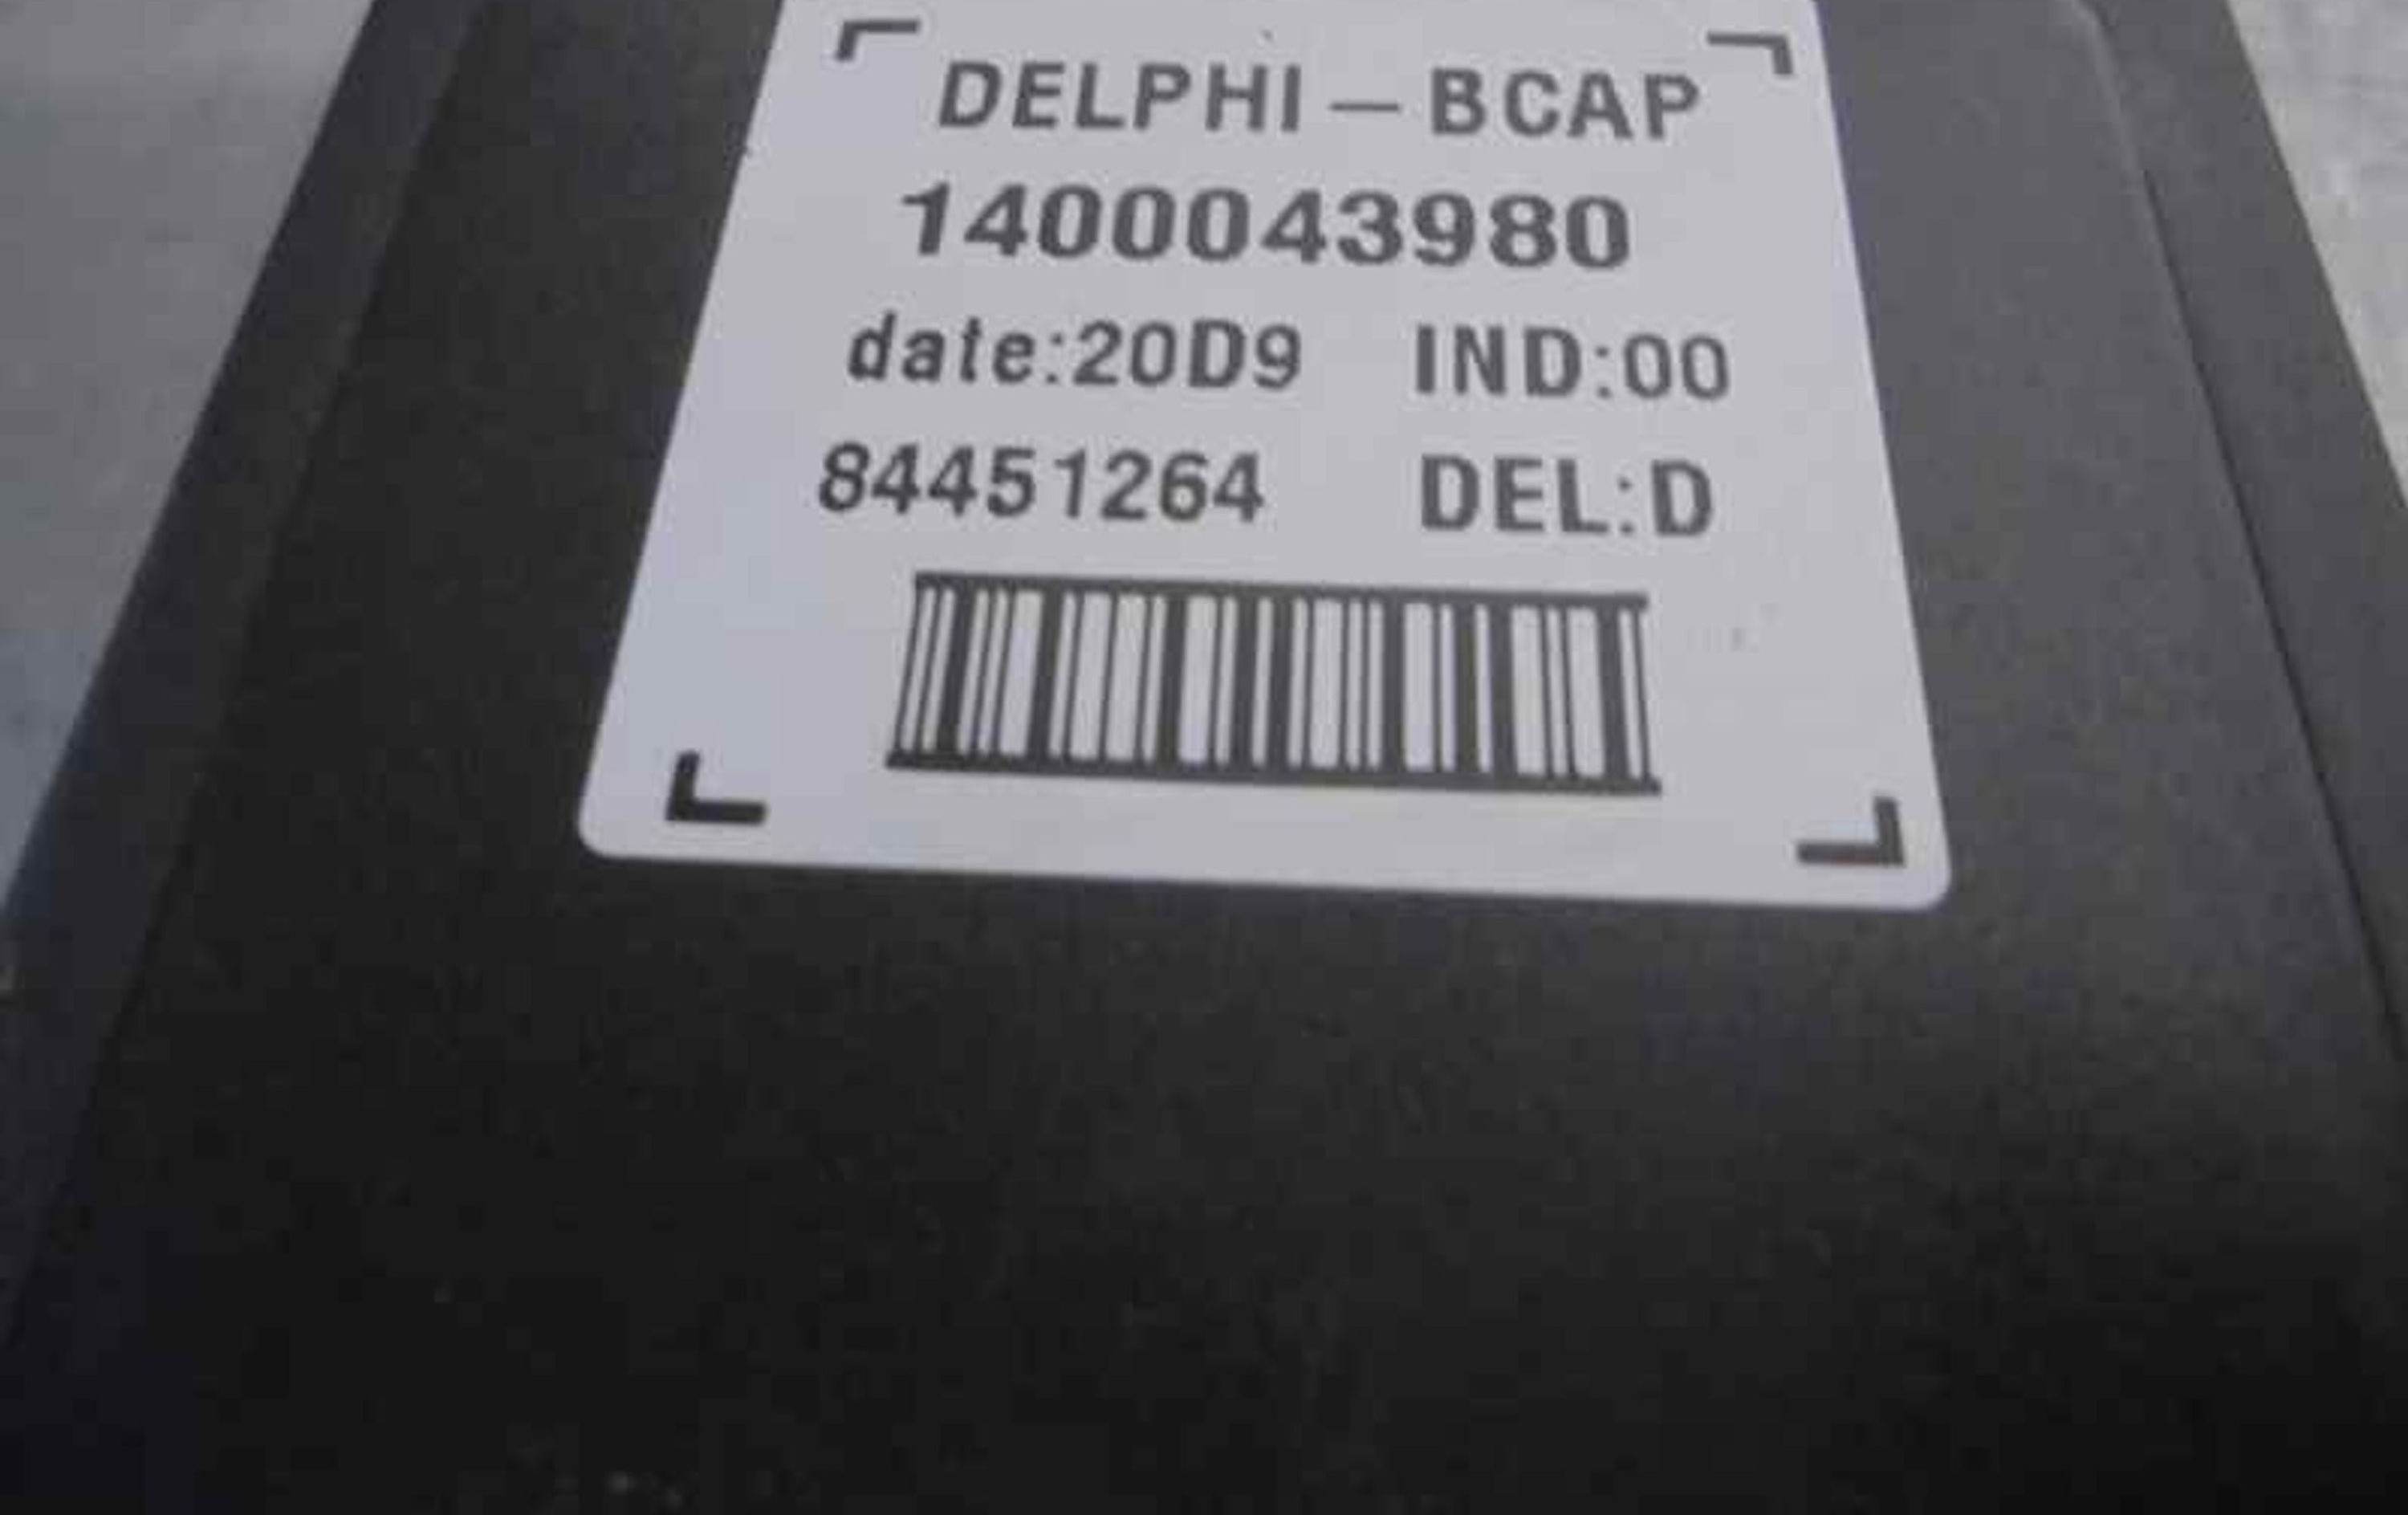 DELPHI – BCAP
1400043980
date:20D9 IND:00
84451264 DEL:D